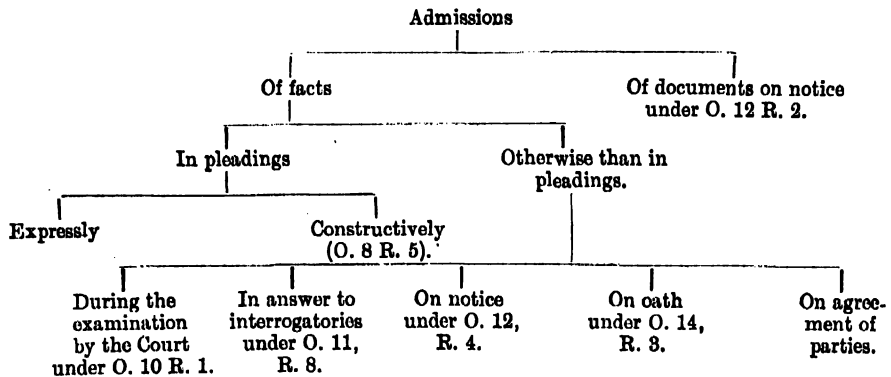 Admissions
Of facts
Of documents on notice
under O. 12 R. 2.
In pleadings
Otherwise than in
pleadings.
Expressly
Constructively
(O. 8 R. 5).
During the
examination
by the Court
under O. 10 R. 1.
In answer to
interrogatories
under O. 11,
R. 8.
On notice
under O. 12,
R. 4.
On oath
under O. 14,
R. 3.
On agree-
ment of
parties.